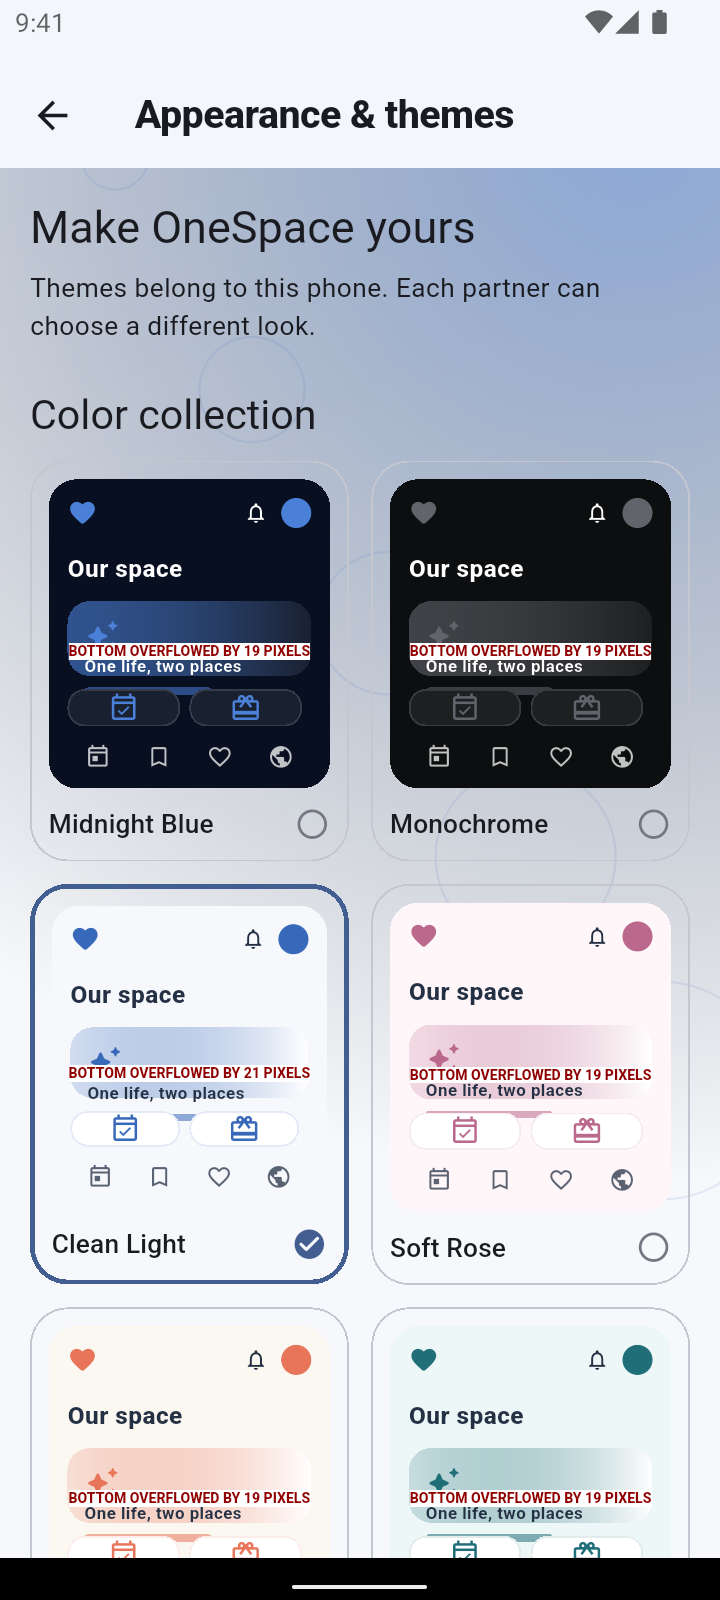 9:41
Appearance & themes
Make OneSpace yours
Themes belong to this phone. Each partner can
choose a different look.
Color collection
Our space
BOTTOM OVERFLOWED BY 19 PIXELS
One life, two places
Midnight Blue
Our space
BOTTOM OVERFLOWED BY 19 PIXELS
One life, two places
Monochrome
Our space
BOTTOM OVERFLOWED BY 21 PIXELS
One life, two places
Clean Light
Our space
BOTTOM OVERFLOWED BY 19 PIXELS
One life, two places
Soft Rose
Our space
BOTTOM OVERFLOWED BY 19 PIXELS
One life, two places
Our space
BOTTOM OVERFLOWED BY 19 PIXELS
One life, two places